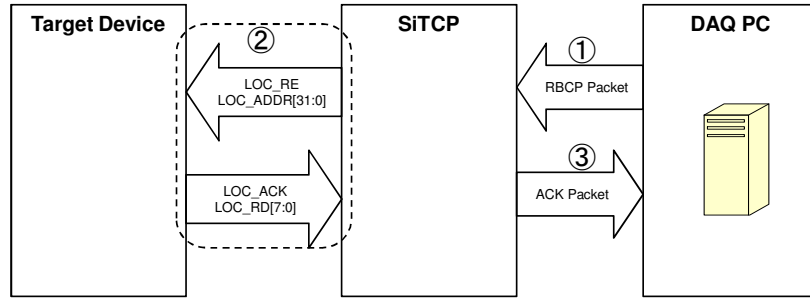 Target Device
②
SiTCP
DAQ PC
①
LOC_RE
LOC_ADDR[31:0]
RBCP Packet
③
LOC_ACK
LOC_RD[7:0]
ACK Packet